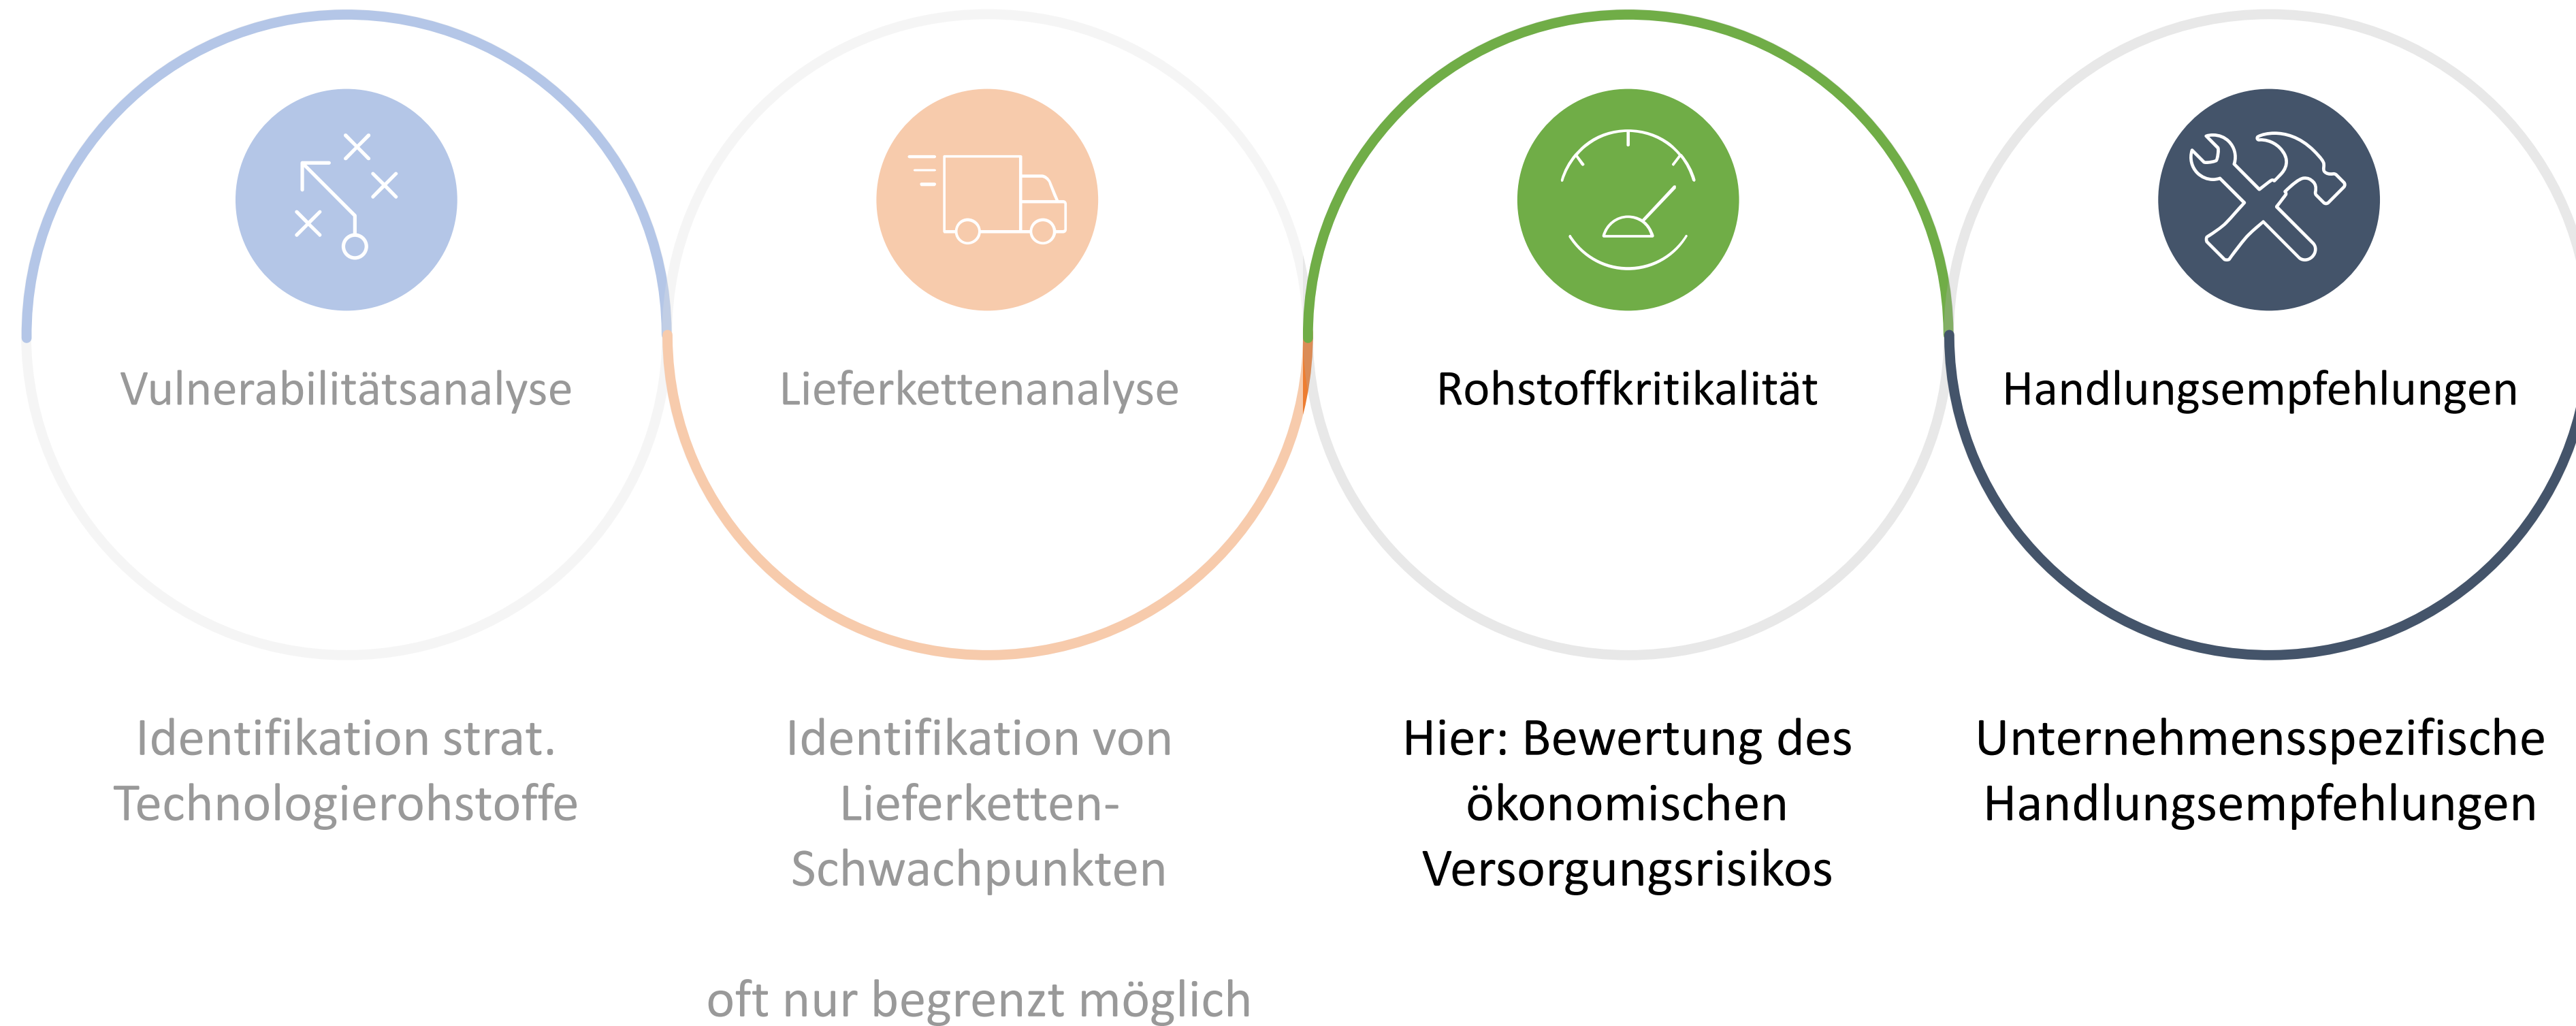 Vulnerabilitätsanalyse
Lieferkettenanalyse
Rohstoffkritikalität
Handlungsempfehlungen
Identifikation strat.
Technologierohstoffe
Identifikation von
Lieferketten-
Schwachpunkten
oft nur begrenzt möglich
Hier: Bewertung des
ökonomischen
Versorgungsrisikos
Unternehmensspezifische
Handlungsempfehlungen